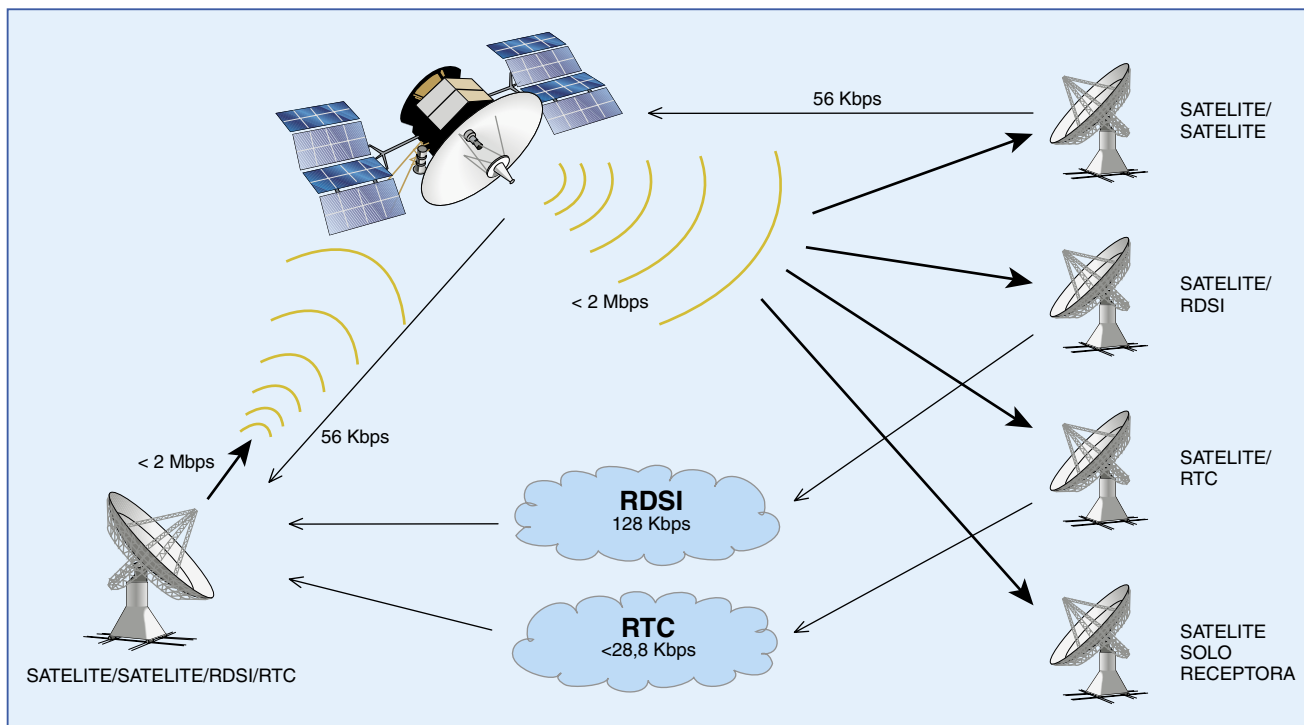 56 Kbps
SATELITE/
SATELITE
SATELITE/
RDSI
< 2 Mbps
56 Kbps
< 2 Mbps
SATELITE/
RTC
RDSI
128 Kbps
RTC
<28,8 Kbps
SATELITE
SOLO
RECEPTORA
SATELITE/SATELITE/RDSI/RTC